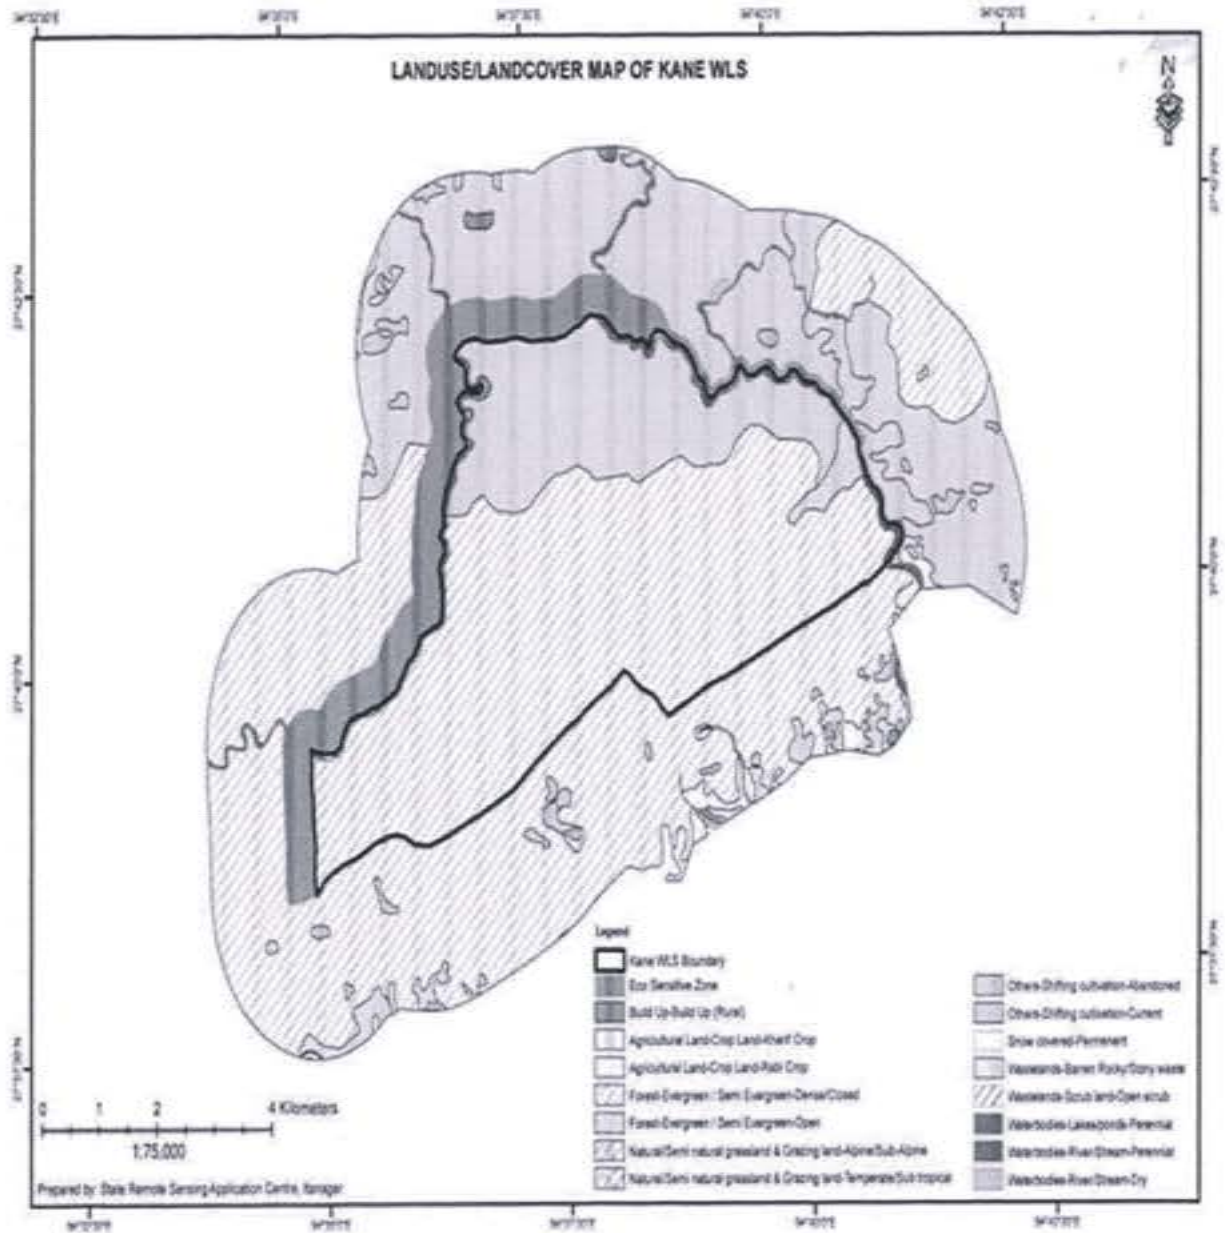 LANDUSE/LANDCOVER MAP OF KANE WLS
N
Legend
Kane WLS Boundary
Eco Sensitive Zone
Build Up-Build Up (Rural)
Agricultural Land-Crop Land-Kharif Crop
Agricultural Land-Crop Land-Rabi Crop
Forest-Evergreen / Semi Evergreen-Dense/Closed
Forest-Evergreen / Semi Evergreen-Open
Natural/Semi natural grassland & Grazing land-Alpine/Sub-Alpine
Natural/Semi natural grassland & Grazing land-Temperate/Sub tropical
Others-Shifting cultivation-Abandoned
Others-Shifting cultivation-Current
Snow covered-Permanent
Wastelands-Barren Rocky/Stony waste
Wastelands-Scrub land-Open scrub
Waterbodies-Lakes/ponds-Perennial
Waterbodies-River/Stream-Perennial
Waterbodies-River/Stream-Dry
0 1 2 4 Kilometers
1:75,000
Prepared by: State Remote Sensing Application Centre, Itanagar